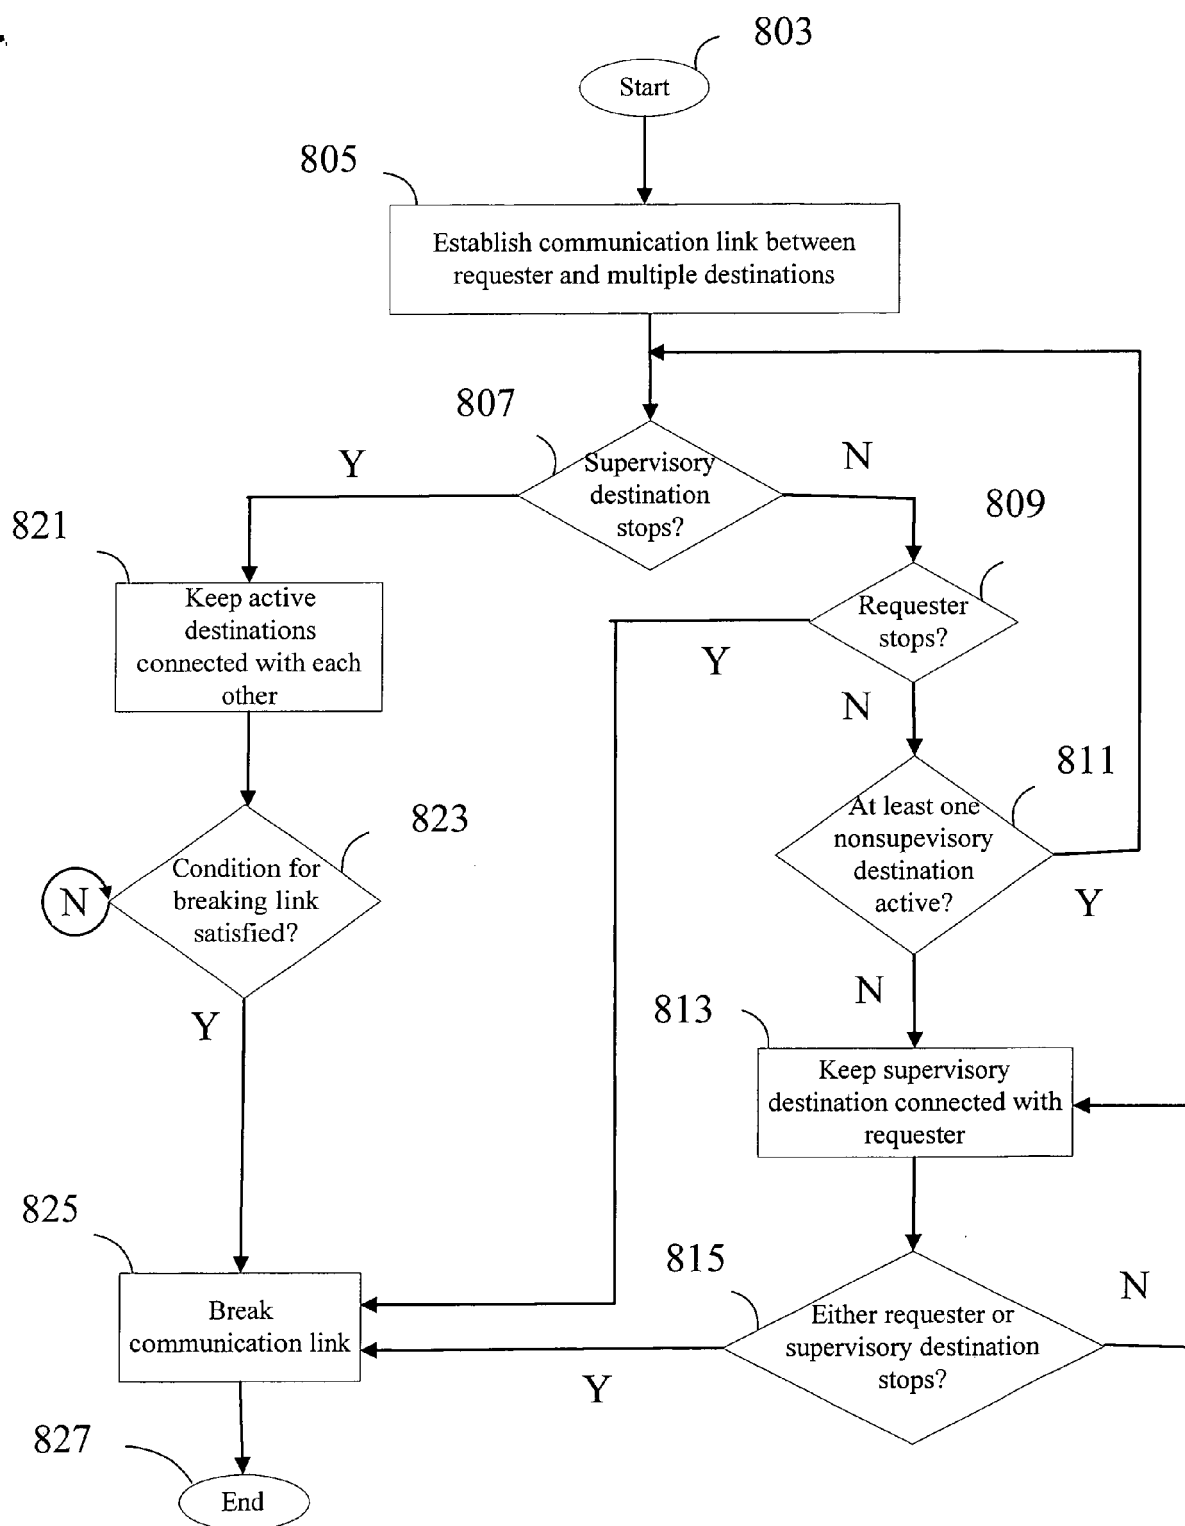 803
Start
805
Establish communication link between
requester and multiple destinations
807
Y
Supervisory
destination
stops?
N
809
821
Keep active
destinations
connected with each
other
Requester
stops?
Y
N
811
At least one
nonsupevisory
destination
active?
Y
823
Condition for
breaking link
satisfied?
N
Y
N
813
Keep supervisory
destination connected with
requester
825
Break
communication link
815
Either requester or
supervisory destination
stops?
N
Y
827
End